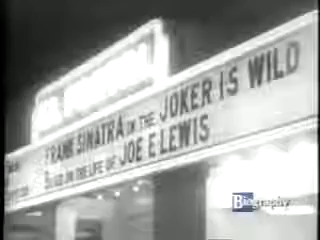 FRANK SINATRA IN THE JOKER IS WILD
BASED ON THE LIFE OF JOE E LEWIS
Biography